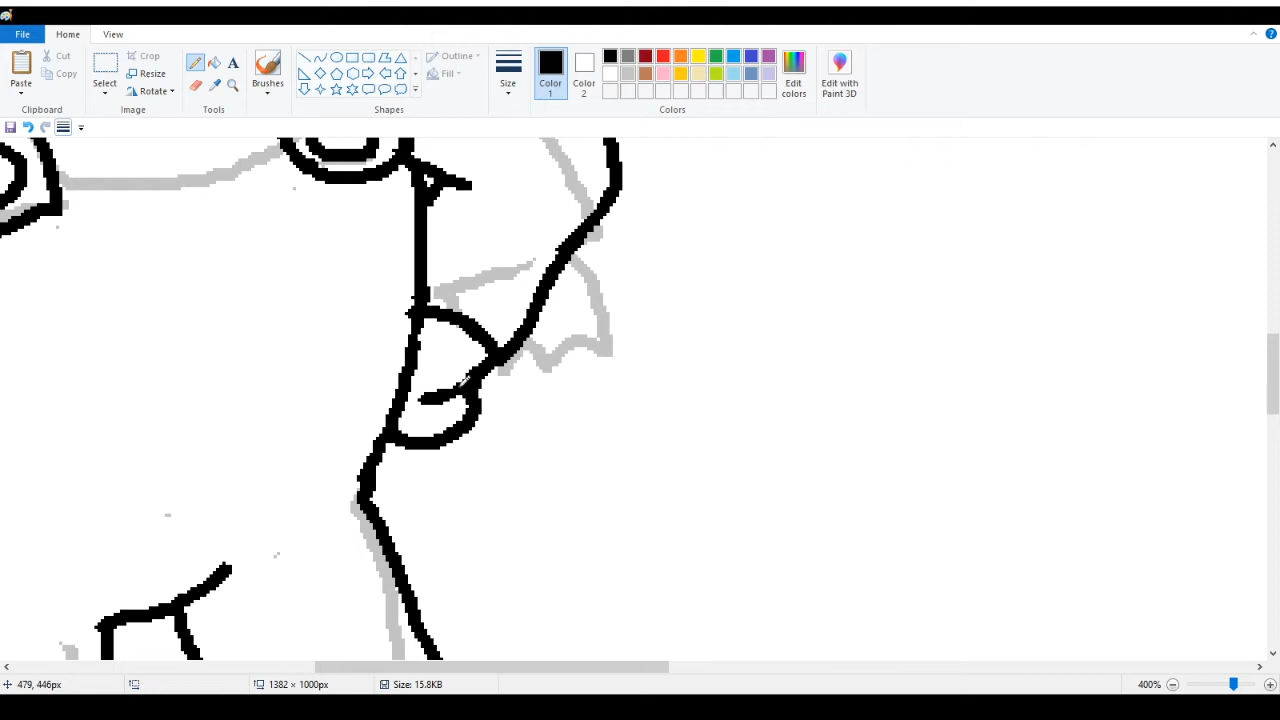 File Home View
Paste
Cut
Copy
Clipboard
Select
Crop
Resize
Rotate
Image
A
Tools
Brushes
Outline
Fill
Shapes
Size
Color 1
Color 2
Edit colors
Edit with Paint 3D
Colors
479, 446px
1382 × 1000px
Size: 15.8KB
400%